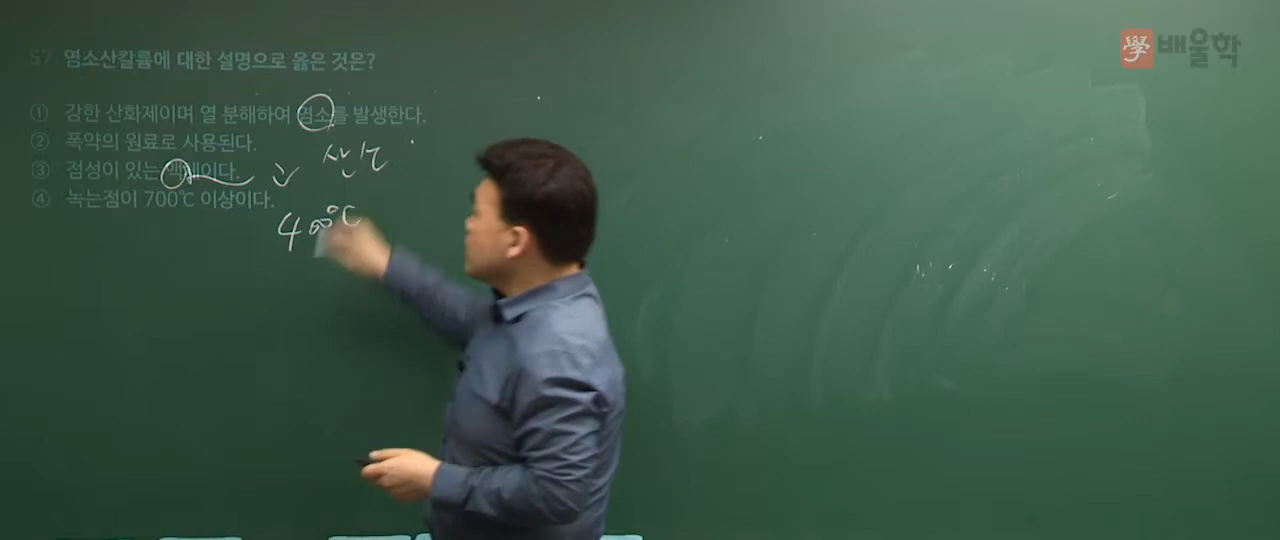 57 염소산칼륨에 대한 설명으로 옳은 것은?
① 강한 산화제이며 열 분해하여 염소를 발생한다.
산소
② 폭약의 원료로 사용된다.
③ 점성이 있는 액체이다.
고
④ 녹는점이 700℃ 이상이다.
400℃
學 배울학